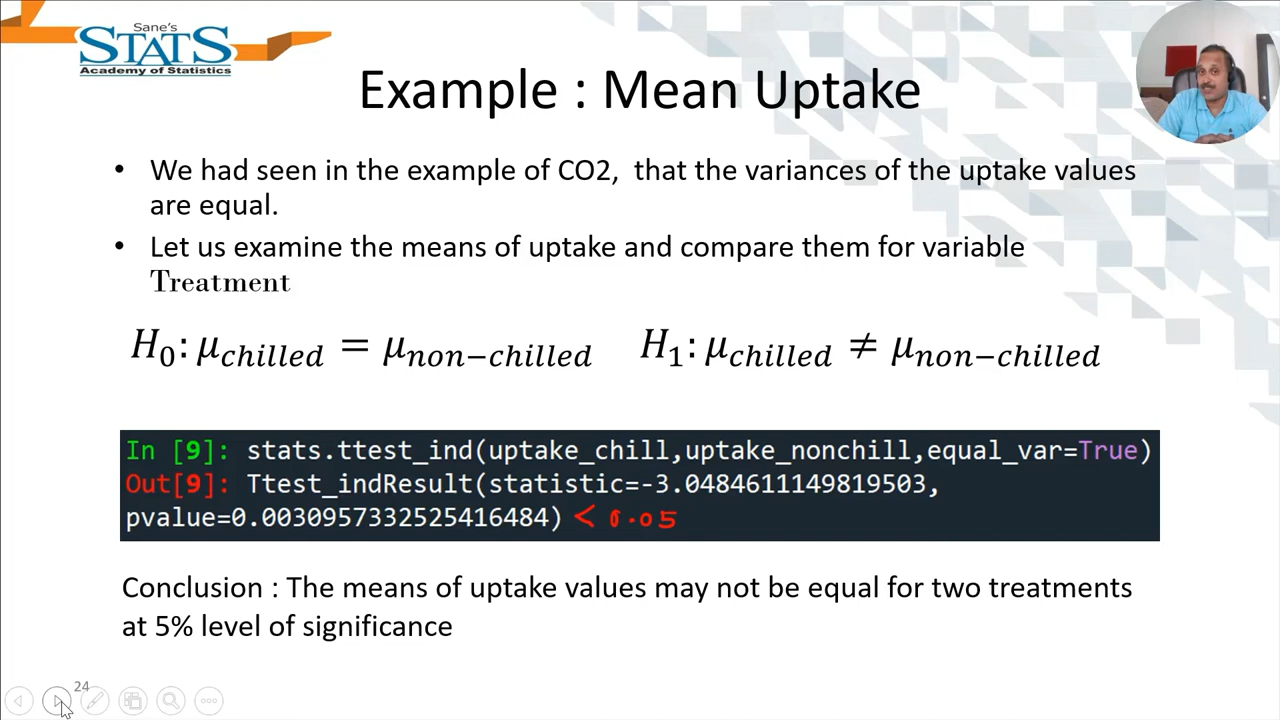 Sane's
STATS
Academy of Statistics
Example : Mean Uptake
• We had seen in the example of CO2, that the variances of the uptake values
are equal.
• Let us examine the means of uptake and compare them for variable
Treatment
H₀: μ_chilled = μ_non−chilled H₁: μ_chilled ≠ μ_non−chilled
In [9]: stats.ttest_ind(uptake_chill,uptake_nonchill,equal_var=True)
Out[9]: Ttest_indResult(statistic=-3.0484611149819503,
pvalue=0.0030957332525416484) < 0.05
Conclusion : The means of uptake values may not be equal for two treatments
at 5% level of significance
24